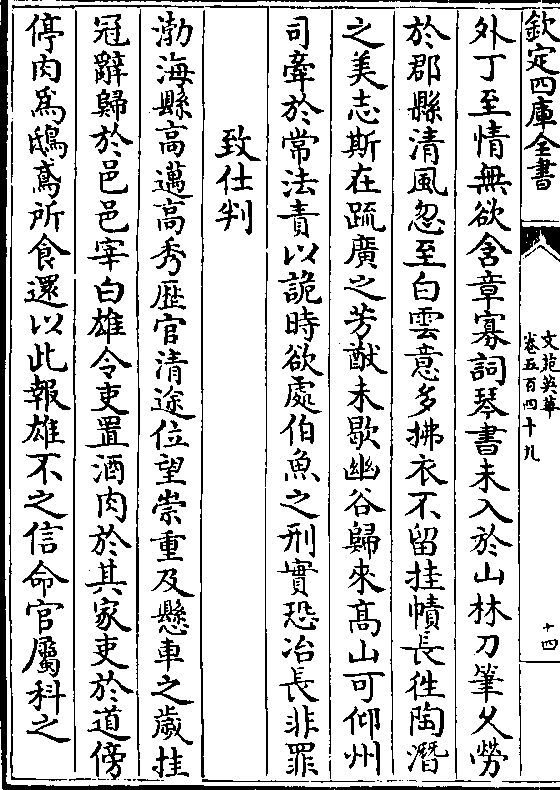 欽定四庫全書
文苑英華
卷五百四十九
十四
外丁至情無欲含章寡詞琴書未入於山林刀筆乆勞
於郡縣清風忽至白雲意多拂衣不留挂幘長徃陶潛
之美志斯在疏廣之芳猷未歇幽谷歸來髙山可仰州
司牽於常法責以詭時欲處伯魚之刑實恐冶長非罪
致仕判
渤海縣高邁高秀歴官清途位望崇重及懸車之歲挂
冠辭歸於邑邑宰白雄令吏置酒肉於其家吏於道傍
停肉爲鴟鳶所食還以此報雄不之信命官屬科之